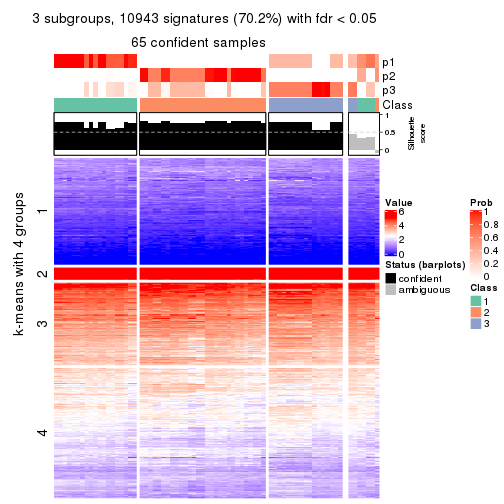 3 subgroups, 10943 signatures (70.2%) with fdr < 0.05
65 confident samples
p1
p2
p3
Class
1
0.5
0
Silhouette
score
k-means with 4 groups
1
2
3
4
Value
6
4
2
0
Status (barplots)
confident
ambiguous
Prob
1
0.8
0.6
0.4
0.2
0
Class
1
2
3